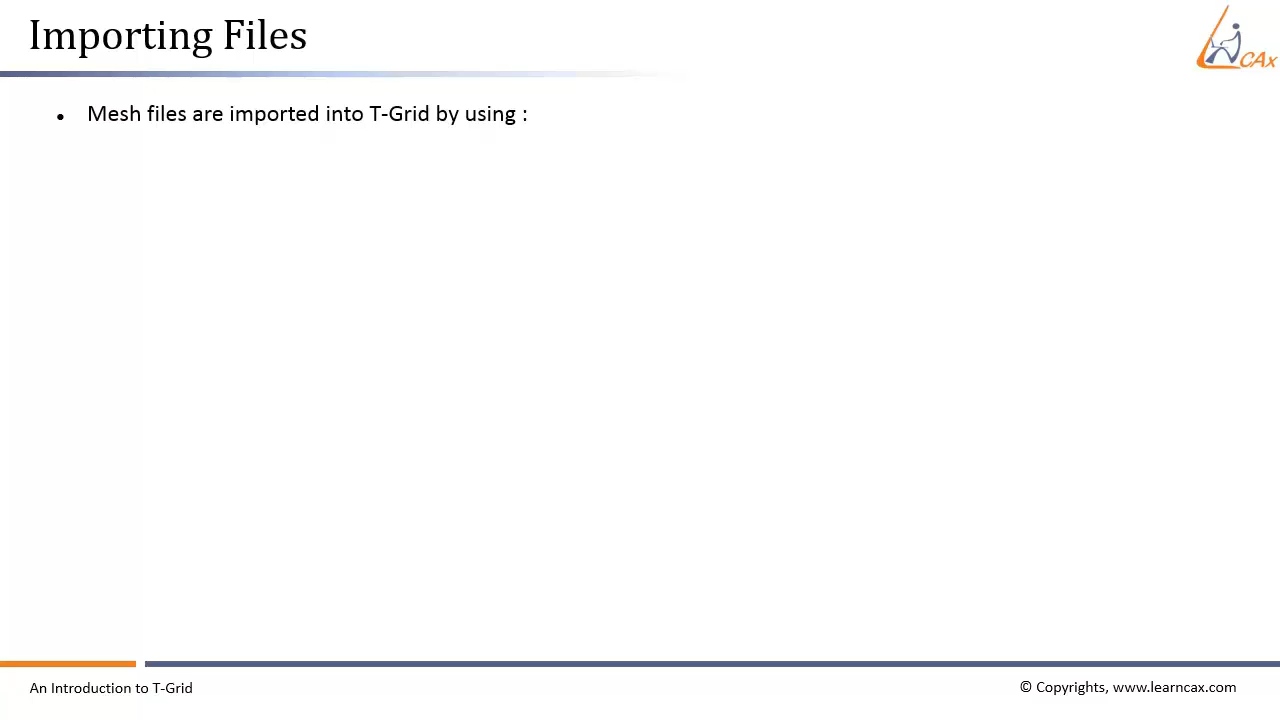 Importing Files
CAx
• Mesh files are imported into T-Grid by using :
An Introduction to T-Grid
© Copyrights, www.learncax.com